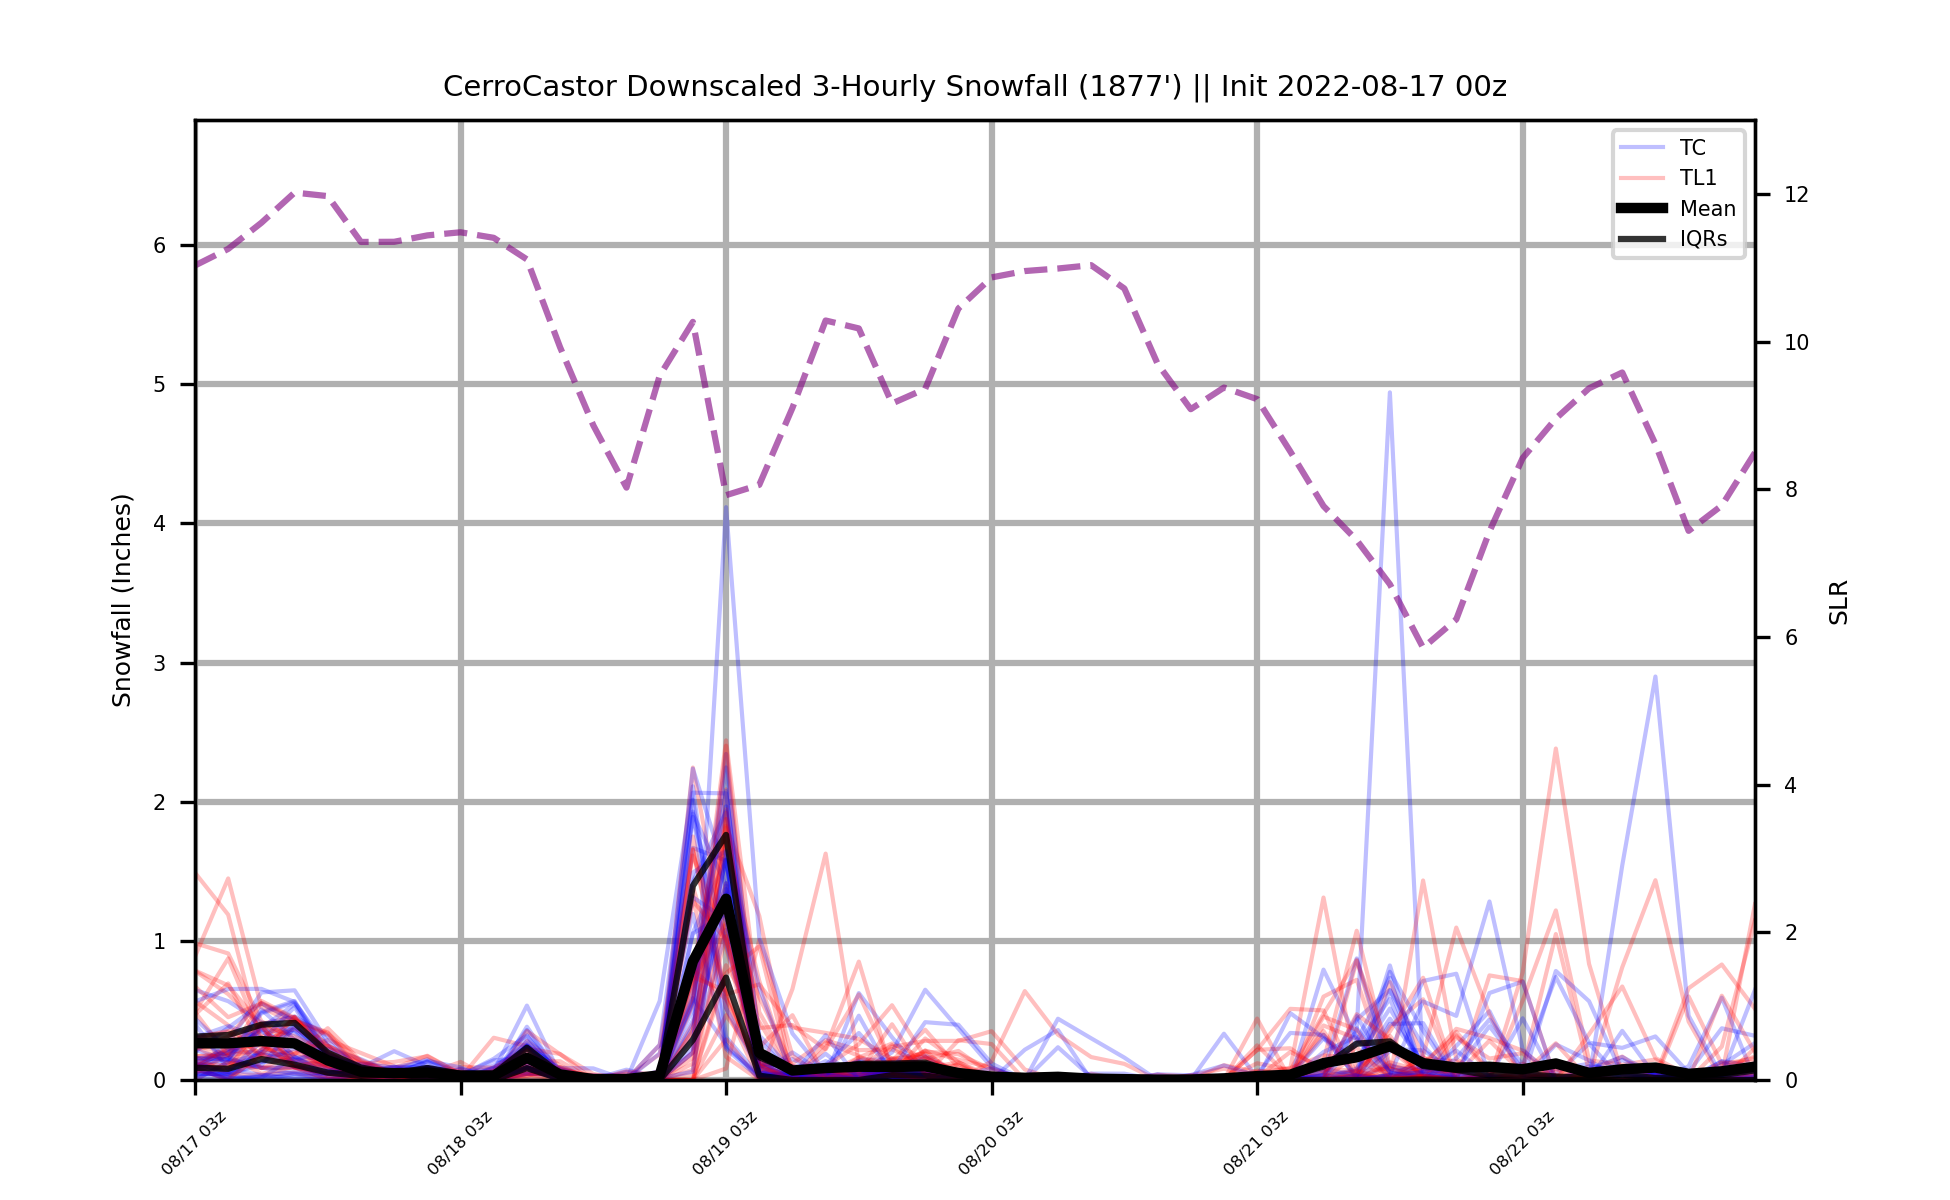 CerroCastor Downscaled 3-Hourly Snowfall (1877') || Init 2022-08-17 00z
TC
TL1
Mean
IQRs
Snowfall (Inches)
6
5
4
3
2
1
0
12
10
8
6
4
2
0
SLR
08/17 03z
08/18 03z
08/19 03z
08/20 03z
08/21 03z
08/22 03z